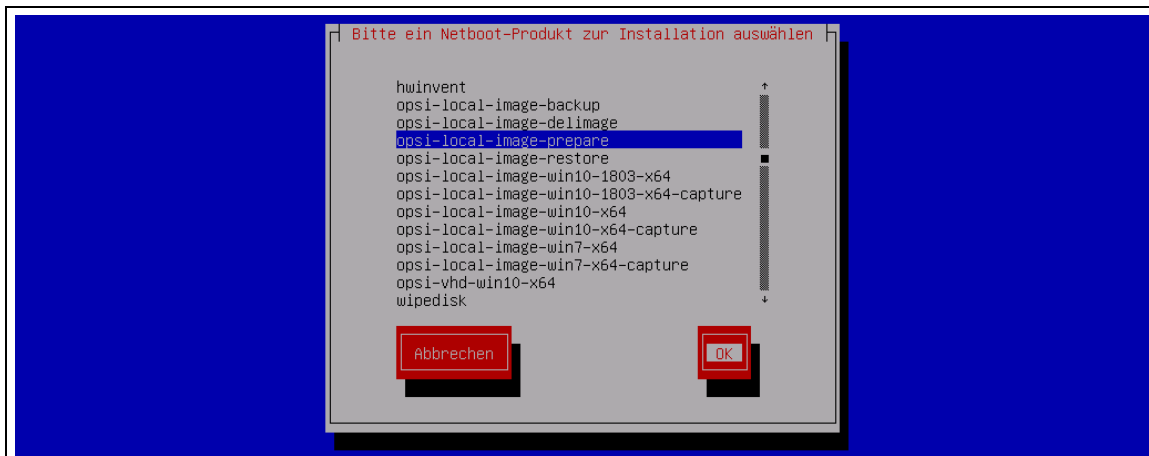 Bitte ein Netboot-Produkt zur Installation auswählen
hwinvent
opsi-local-image-backup
opsi-local-image-delimage
opsi-local-image-prepare
opsi-local-image-restore
opsi-local-image-win10-1803-x64
opsi-local-image-win10-1803-x64-capture
opsi-local-image-win10-x64
opsi-local-image-win10-x64-capture
opsi-local-image-win7-x64
opsi-local-image-win7-x64-capture
opsi-vhd-win10-x64
wipedisk
Abbrechen
OK